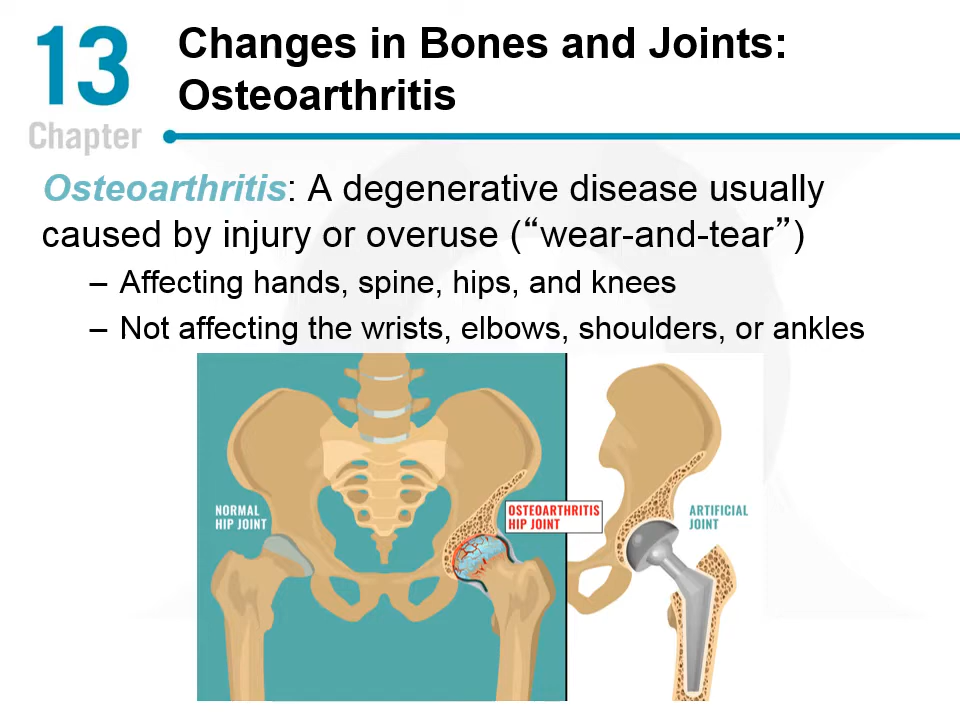 13
Chapter
Changes in Bones and Joints:
Osteoarthritis
Osteoarthritis: A degenerative disease usually
caused by injury or overuse (“wear-and-tear”)
– Affecting hands, spine, hips, and knees
– Not affecting the wrists, elbows, shoulders, or ankles
NORMAL
HIP JOINT
OSTEOARTHRITIS
HIP JOINT
ARTIFICIAL
JOINT